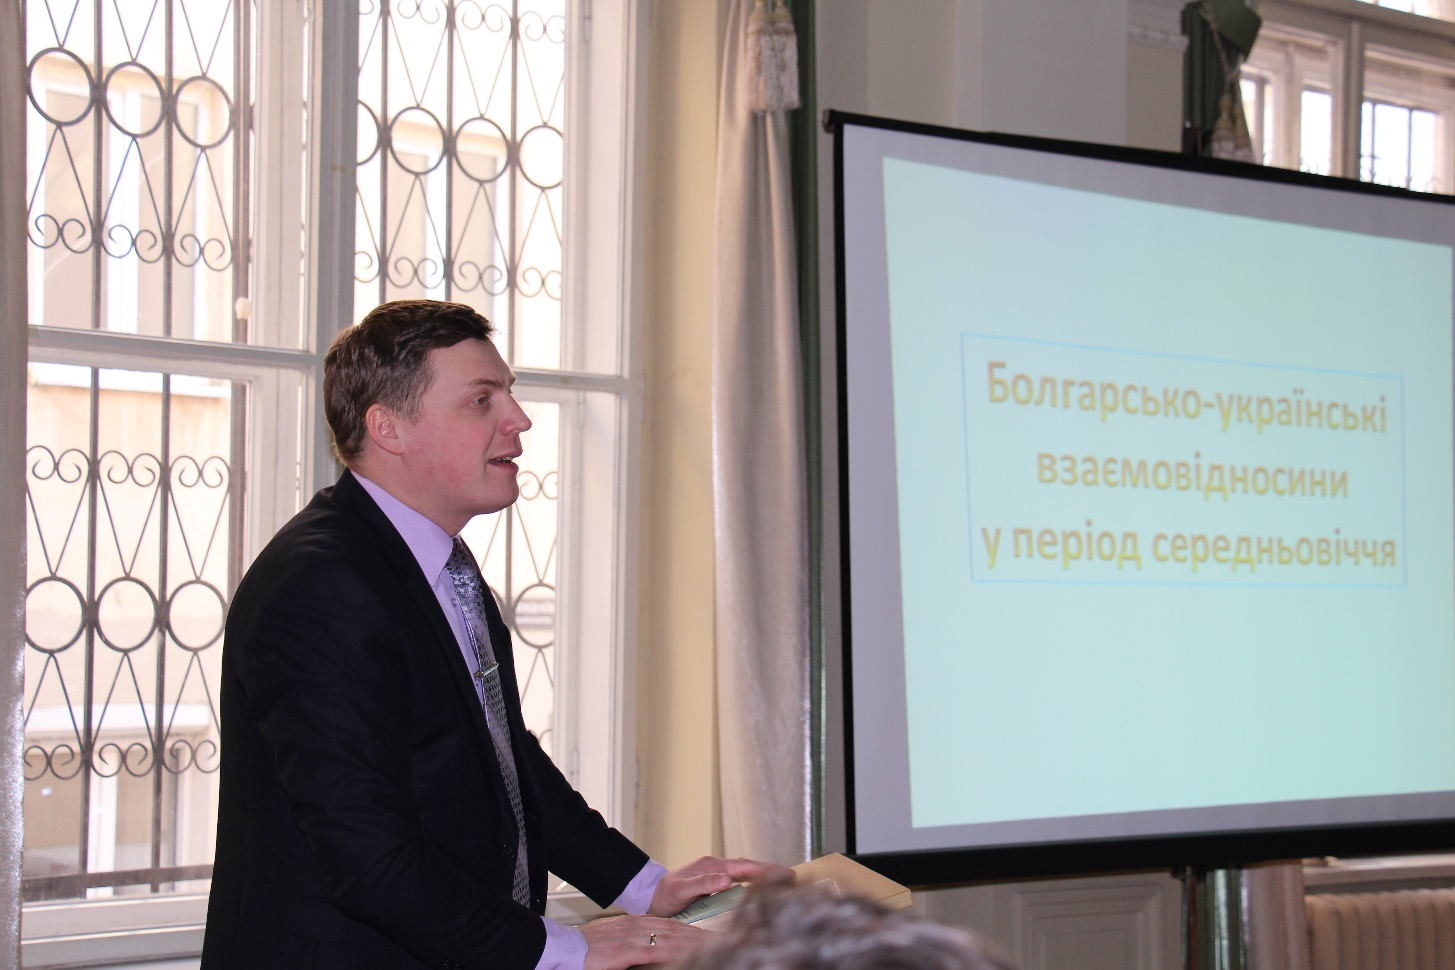 Болгарсько-українські
взаємовідносини
у період середньовіччя